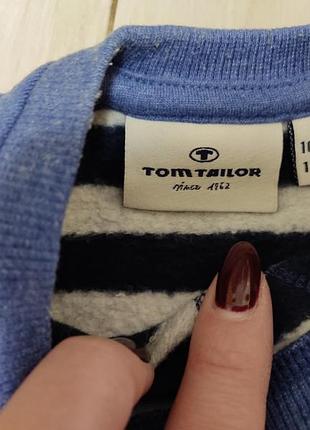 T
TOM TAILOR
since 1962